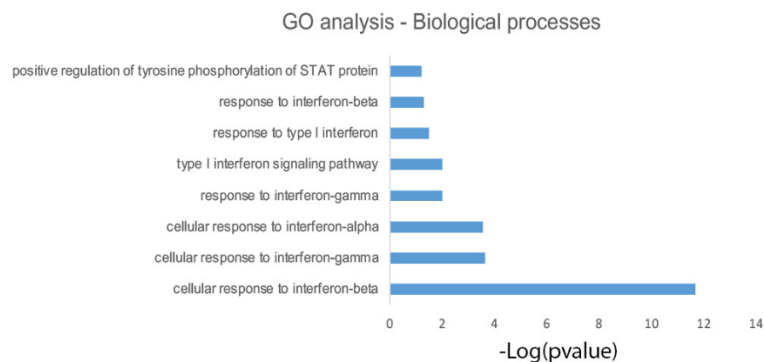 GO analysis - Biological processes
positive regulation of tyrosine phosphorylation of STAT protein
response to interferon-beta
response to type I interferon
type I interferon signaling pathway
response to interferon-gamma
cellular response to interferon-alpha
cellular response to interferon-gamma
cellular response to interferon-beta
0 2 4 6 8 10 12 14
-Log(pvalue)